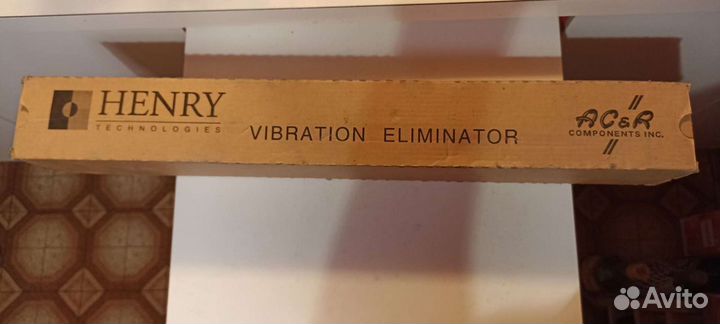 HENRY
TECHNOLOGIES
VIBRATION ELIMINATOR
AC&R
COMPONENTS INC.
Avito